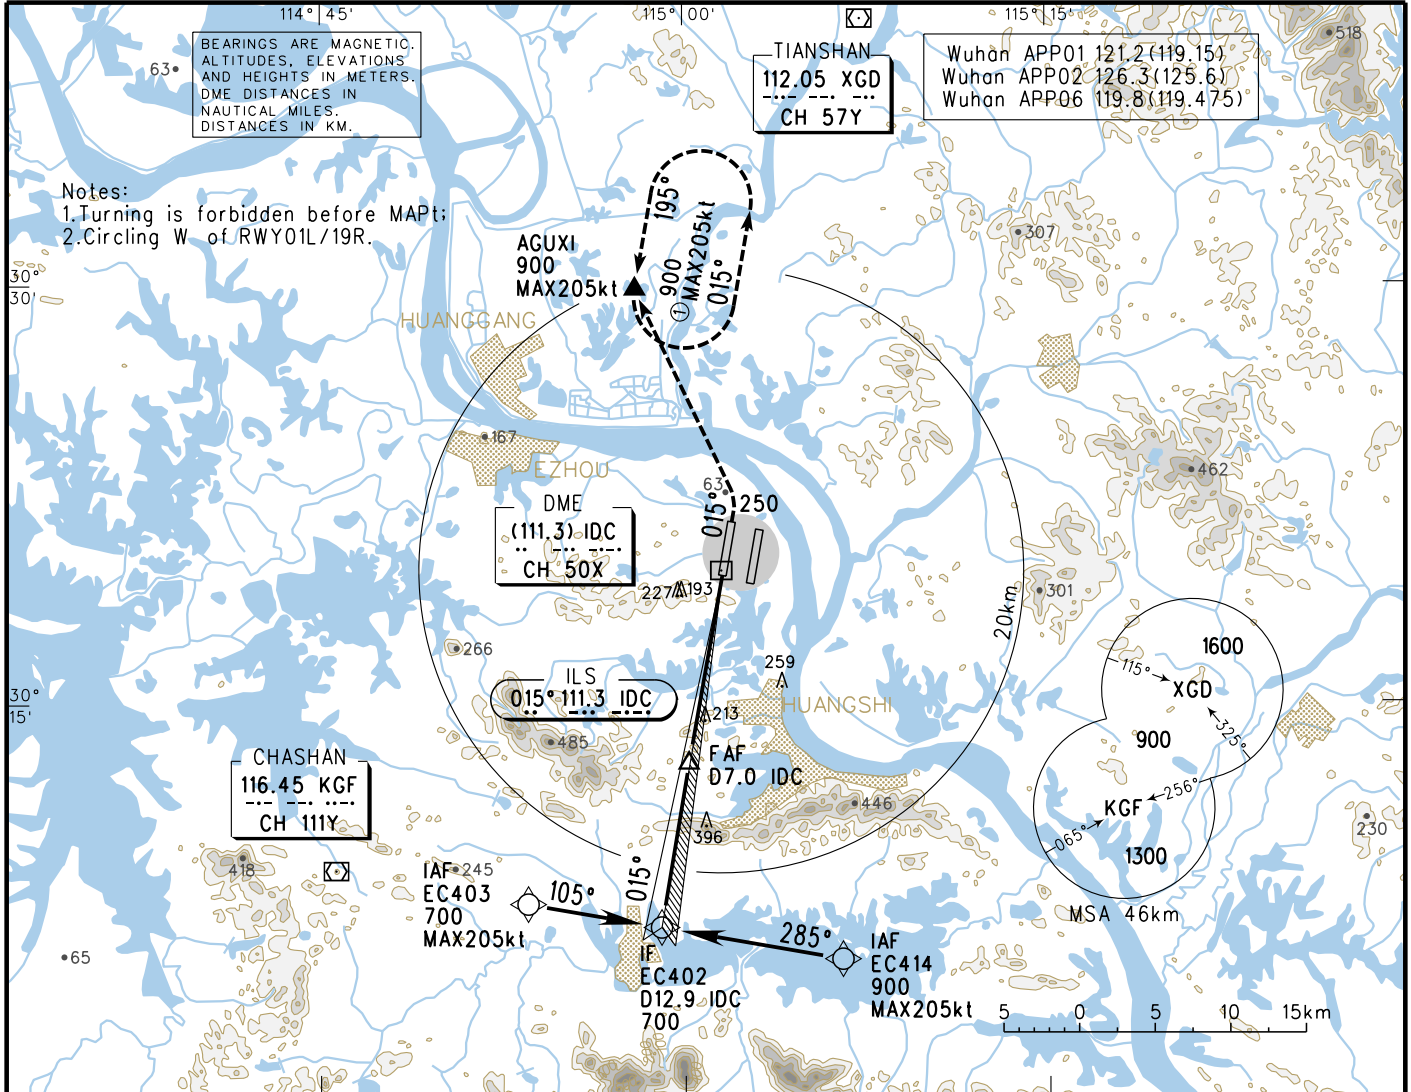 114° 45'
115° 00'
115° 15'
BEARINGS ARE MAGNETIC.
ALTITUDES, ELEVATIONS
AND HEIGHTS IN METERS.
DME DISTANCES IN
NAUTICAL MILES.
DISTANCES IN KM.
63
TIANSHAN
112.05 XGD
CH 57Y
Wuhan APP01 121.2(119.15)
Wuhan APP02 126.3(125.6)
Wuhan APP06 119.8(119.475)
518
Notes:
1.Turning is forbidden before MAPt;
2.Circling W of RWY01L/19R.
195°
① 900
MAX205kt
015°
307
AGUXI
900
MAX205kt
30°
30'
HUANGGANG
167
EZHOU
462
63
015°
250
DME
(111.3) IDC
CH 50X
227
193
301
20km
266
259
ILS
015° 111.3 IDC
213
HUANGSHI
30°
15'
485
FAF
D7.0 IDC
1600
115°
XGD
325°
900
KGF
256°
065°
1300
MSA 46km
CHASHAN
116.45 KGF
CH 111Y
446
396
230
418
245
IAF
EC403
700
MAX205kt
105°
015°
285°
IAF
EC414
900
MAX205kt
65
IF
EC402
D12.9 IDC
700
5 0 5 10 15km